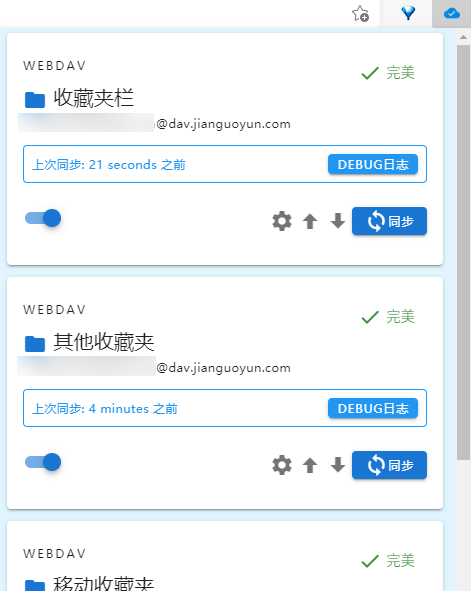 WEBDAV
完美
收藏夹栏
@dav.jianguoyun.com
上次同步: 21 seconds 之前
DEBUG日志
同步
WEBDAV
完美
其他收藏夹
@dav.jianguoyun.com
上次同步: 4 minutes 之前
DEBUG日志
同步
WEBDAV
完美
移动收藏夹